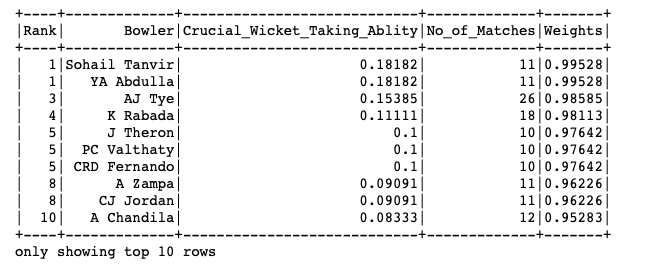 +----+--------------+----------------------------+-------------+-------+
|Rank|        Bowler|Crucial_Wicket_Taking_Ablity|No_of_Matches|Weights|
+----+--------------+----------------------------+-------------+-------+
|   1|Sohail Tanvir|                     0.18182|           11|0.99528|
|   1|   YA Abdulla|                     0.18182|           11|0.99528|
|   3|       AJ Tye|                     0.15385|           26|0.98585|
|   4|     K Rabada|                     0.11111|           18|0.98113|
|   5|     J Theron|                         0.1|           10|0.97642|
|   5|  PC Valthaty|                         0.1|           10|0.97642|
|   5| CRD Fernando|                         0.1|           10|0.97642|
|   8|      A Zampa|                     0.09091|           11|0.96226|
|   8|    CJ Jordan|                     0.09091|           11|0.96226|
|  10|   A Chandila|                     0.08333|           12|0.95283|
+----+--------------+----------------------------+-------------+-------+
only showing top 10 rows